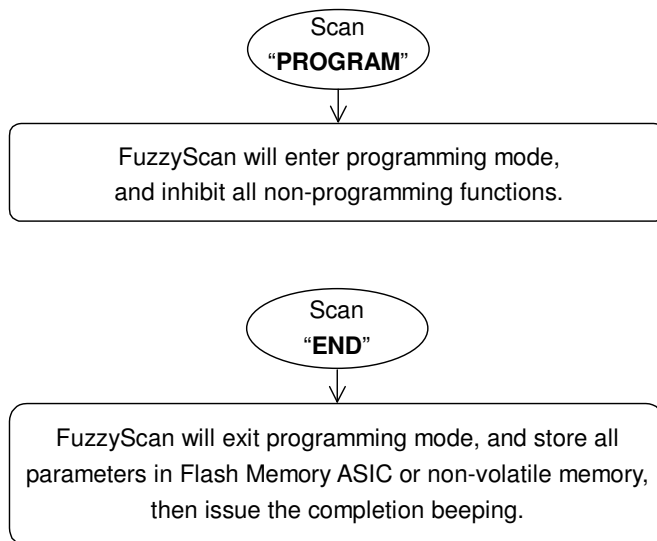 Scan
“PROGRAM”
FuzzyScan will enter programming mode,
and inhibit all non-programming functions.
Scan
“END”
FuzzyScan will exit programming mode, and store all
parameters in Flash Memory ASIC or non-volatile memory,
then issue the completion beeping.